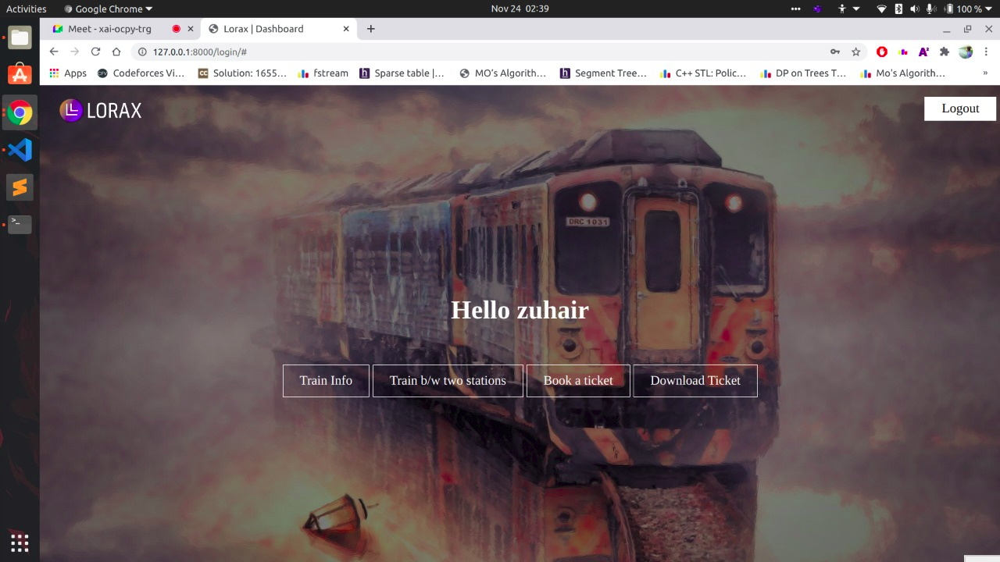 Activities Google Chrome Nov 24 02:39 100 %
Meet - xai-ocpy-trg Lorax | Dashboard
127.0.0.1:8000/login/#
Apps Codeforces Vi... Solution: 1655... fstream Sparse table |... MO's Algorith... Segment Tree... C++ STL: Polic... DP on Trees T... Mo's Algorith... »
LORAX Logout
DRC 1031
Hello zuhair
Train Info Train b/w two stations Book a ticket Download Ticket